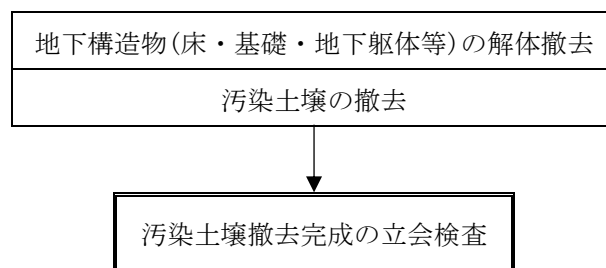 地下構造物(床・基礎・地下躯体等)の解体撤去
汚染土壌の撤去
汚染土壌撤去完成の立会検査